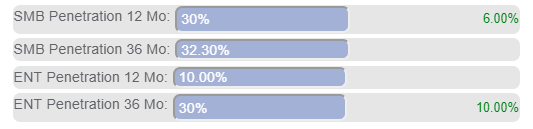 SMB Penetration 12 Mo: 30% 6.00%
SMB Penetration 36 Mo: 32.30%
ENT Penetration 12 Mo: 10.00%
ENT Penetration 36 Mo: 30% 10.00%